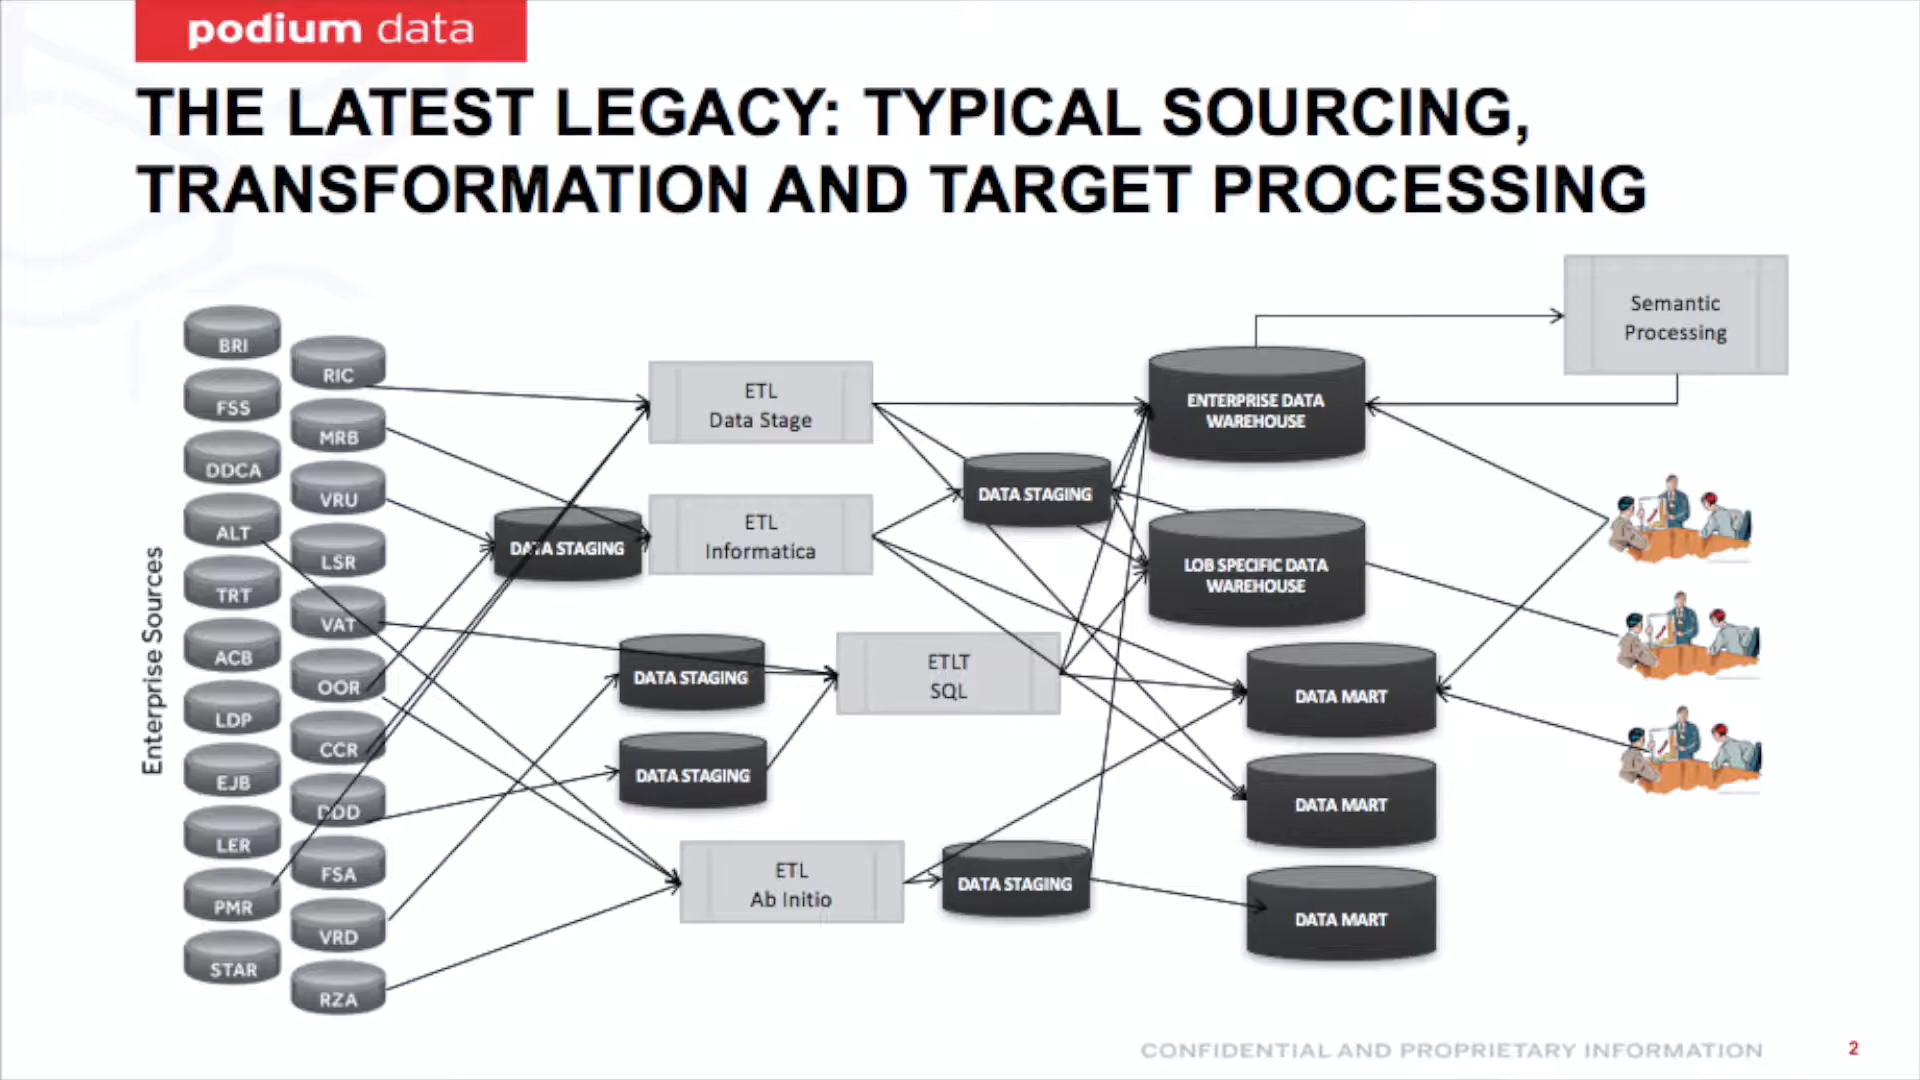 podium data
THE LATEST LEGACY: TYPICAL SOURCING,
TRANSFORMATION AND TARGET PROCESSING
Enterprise Sources
BRI
FSS
DDCA
ALT
TRT
ACB
LDP
EJB
LER
PMR
STAR
RIC
MRB
VRU
LSR
VAT
OOR
CCR
DDD
FSA
VRD
RZA
DATA STAGING
DATA STAGING
DATA STAGING
ETL
Data Stage
ETL
Informatica
ETLT
SQL
ETL
Ab Initio
DATA STAGING
DATA STAGING
ENTERPRISE DATA
WAREHOUSE
LOB SPECIFIC DATA
WAREHOUSE
DATA MART
DATA MART
DATA MART
Semantic
Processing
CONFIDENTIAL AND PROPRIETARY INFORMATION
2